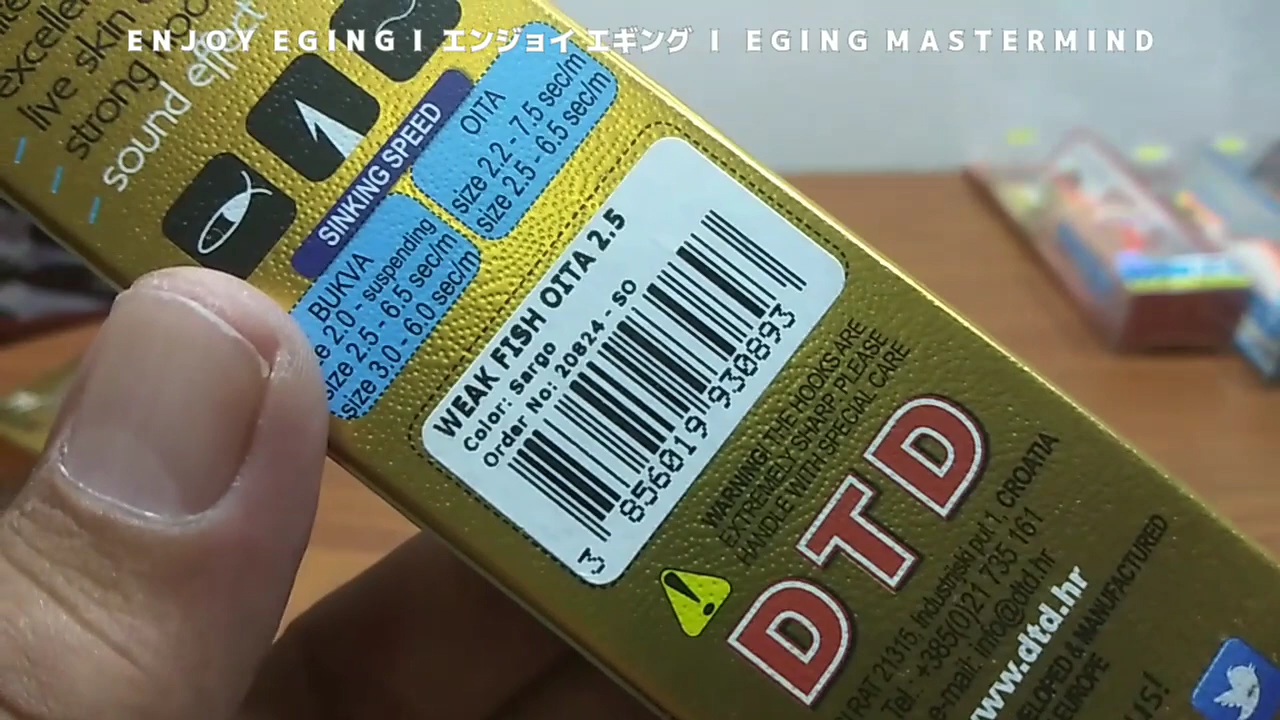 ENJOY EGING I エンジョイ エギング I EGING MASTERMIND
excellen
live skin
strong
sound effect
SINKING SPEED
OITA
size 2.2 - 7.5 sec/m
size 2.5 - 6.5 sec/m
BUKVA
2.0 - suspending
size 2.5 - 6.5 sec/m
size 3.0 - 6.0 sec/m
WEAK FISH OITA 2.5
Color: Sargo
Order No: 20824 - SO
3 856019 930893
WARNING! THE HOOKS ARE
EXTREMELY SHARP PLEASE
HANDLE WITH SPECIAL CARE
DTD
RAT 21315, Industrijski put 1, CROATIA
Tel.: +385(0)21 735 161
e-mail: info@dtd.hr
www.dtd.hr
ELOPED & MANUFACTURED
EUROPE
us!